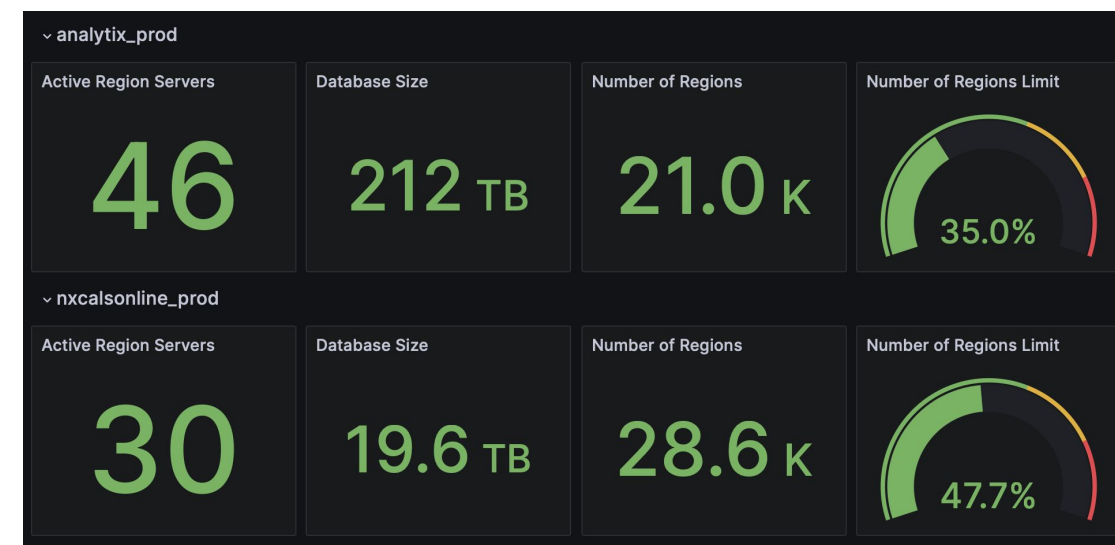 analytix_prod
Active Region Servers
Database Size
Number of Regions
Number of Regions Limit
46
212 TB
21.0 K
35.0%
nxcalsonline_prod
Active Region Servers
Database Size
Number of Regions
Number of Regions Limit
30
19.6 TB
28.6 K
47.7%